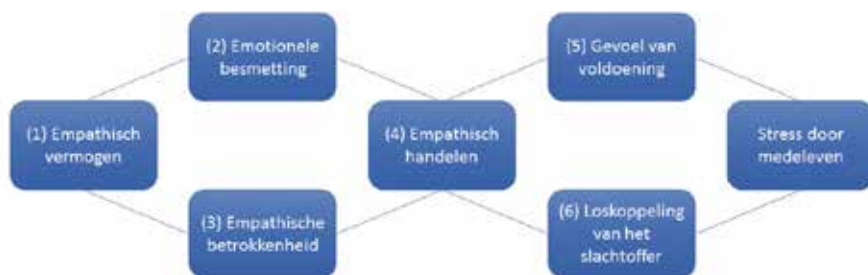 (1) Empathisch
vermogen
(2) Emotionele
besmetting
(3) Empathische
betrokkenheid
(4) Empathisch
handelen
(5) Gevoel van
voldoening
(6) Loskoppeling
van het
slachtoffer
Stress door
medeleven